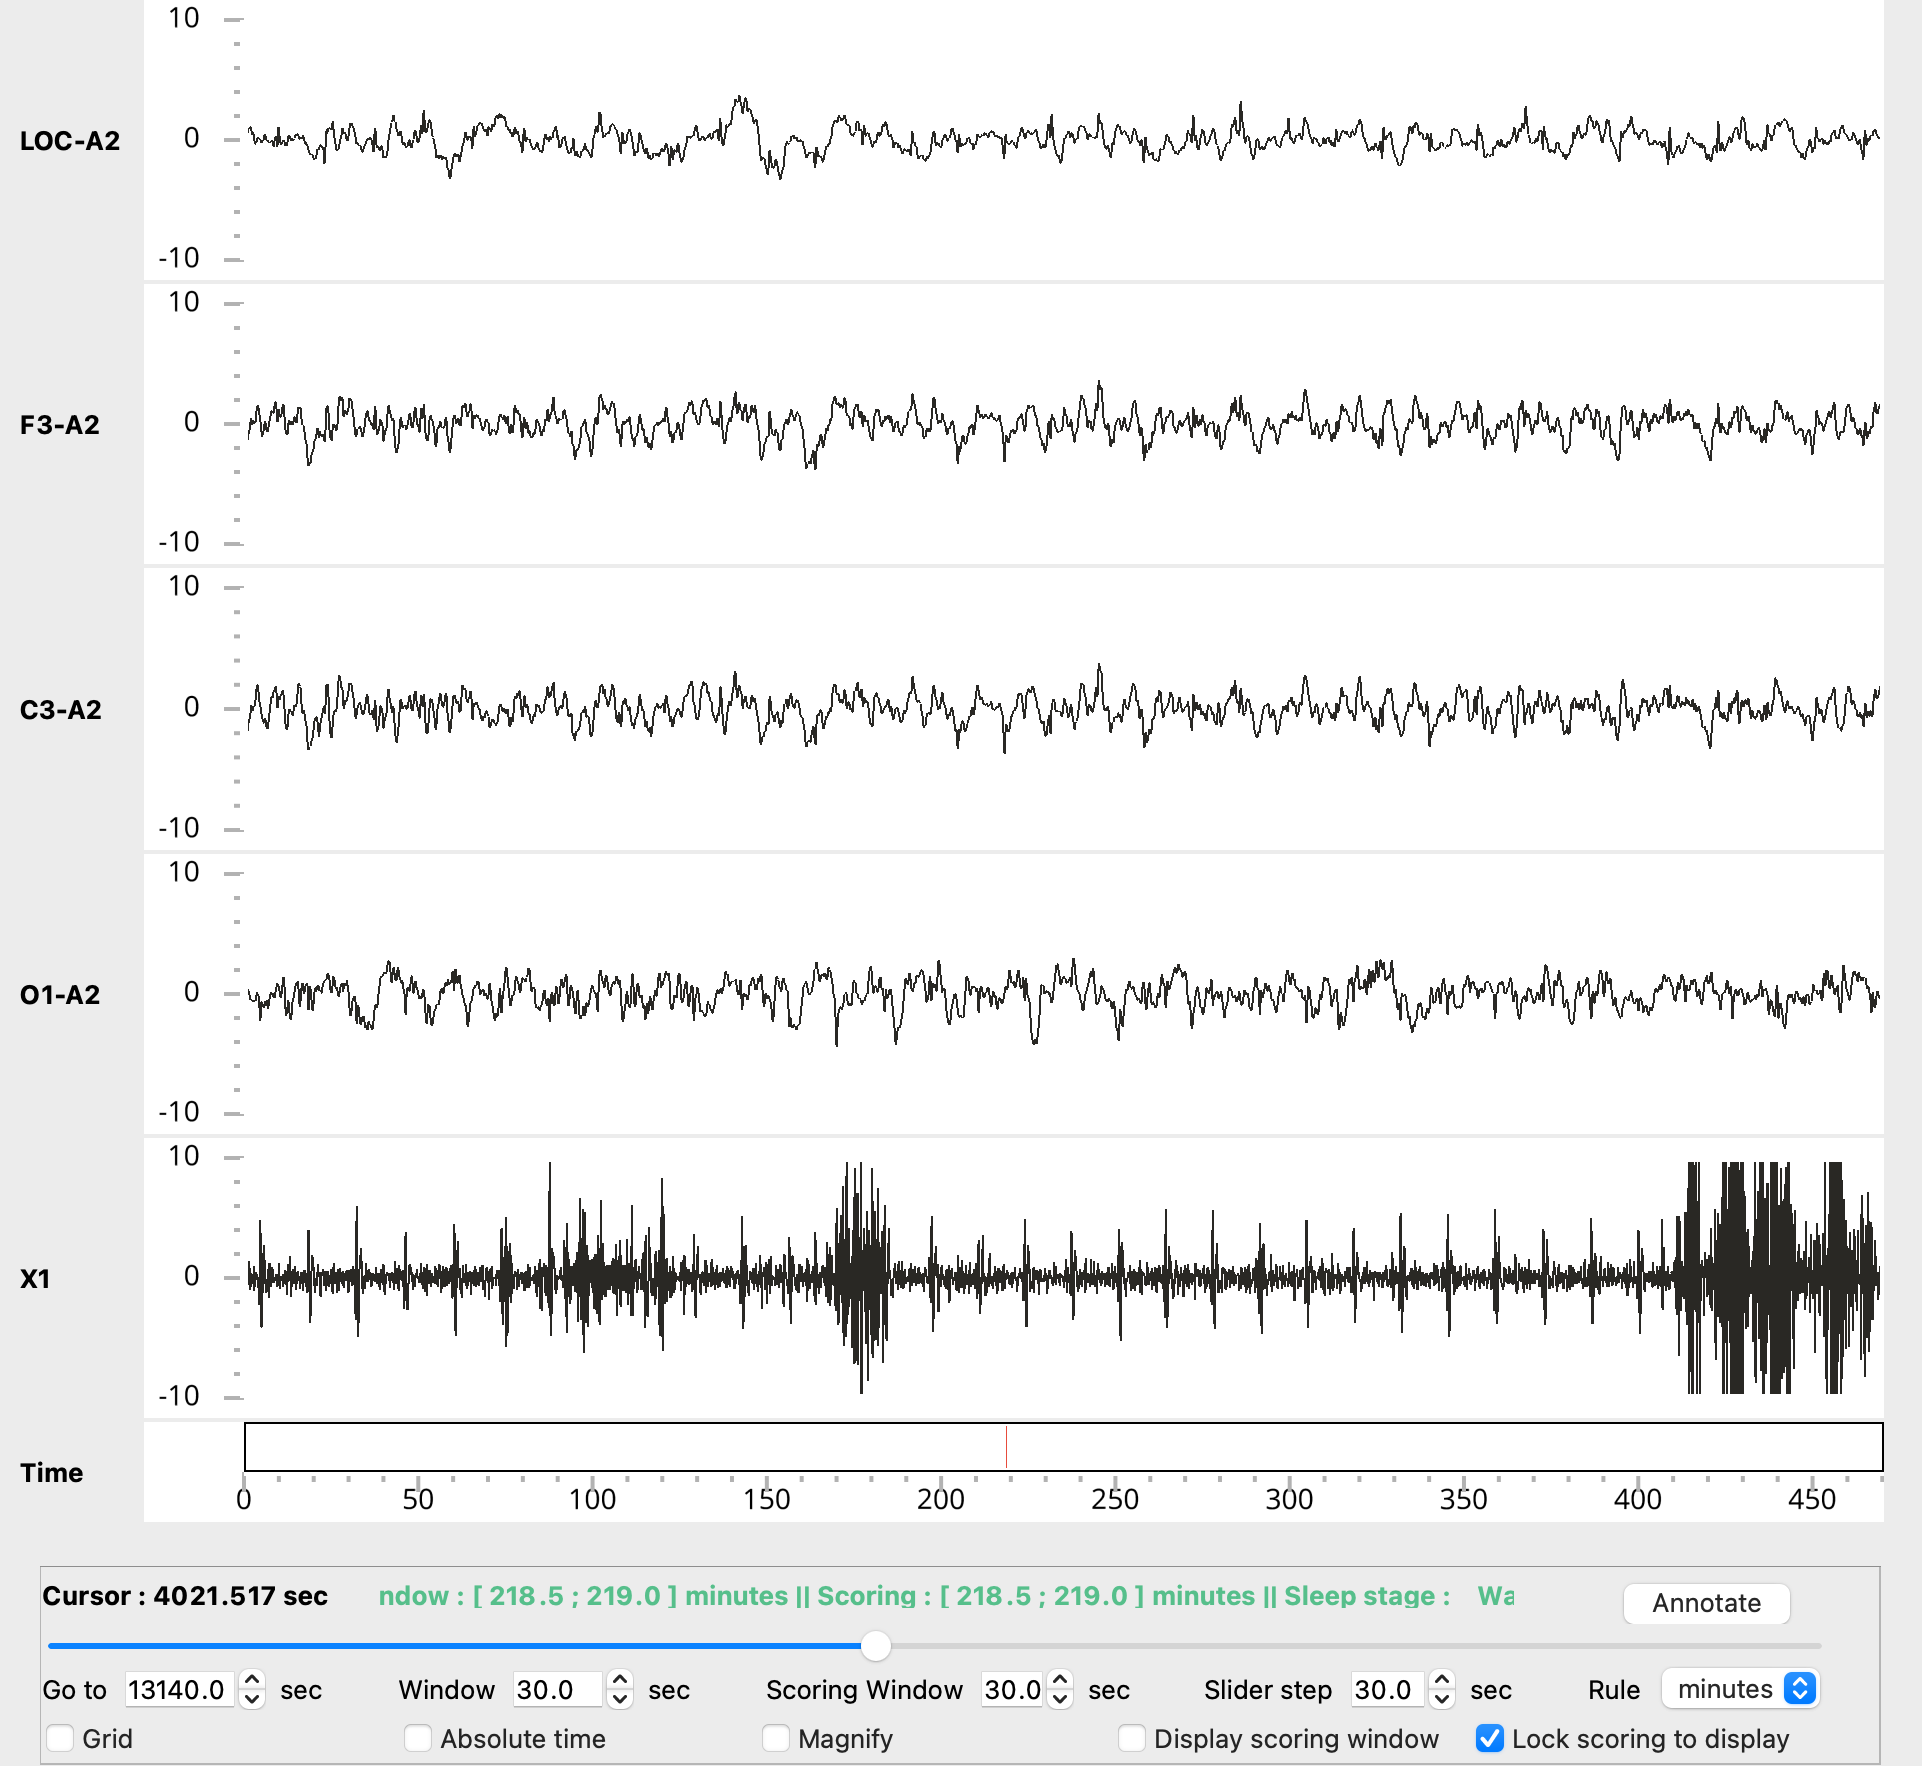 10
LOC-A2 0
-10
10
F3-A2 0
-10
10
C3-A2 0
-10
10
O1-A2 0
-10
10
X1 0
-10
Time
0 50 100 150 200 250 300 350 400 450
Cursor : 4021.517 sec ndow : [ 218.5 ; 219.0 ] minutes || Scoring : [ 218.5 ; 219.0 ] minutes || Sleep stage : Wa Annotate
Go to 13140.0 sec Window 30.0 sec Scoring Window 30.0 sec Slider step 30.0 sec Rule minutes
Grid Absolute time Magnify Display scoring window Lock scoring to display